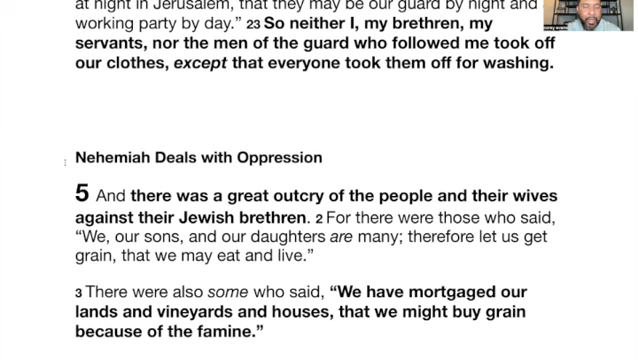 at night in Jerusalem, that they may be our guard by night and a
working party by day.” 23 So neither I, my brethren, my
servants, nor the men of the guard who followed me took off
our clothes, except that everyone took them off for washing.
Nehemiah Deals with Oppression
5 And there was a great outcry of the people and their wives
against their Jewish brethren. 2 For there were those who said,
“We, our sons, and our daughters are many; therefore let us get
grain, that we may eat and live.”
3 There were also some who said, “We have mortgaged our
lands and vineyards and houses, that we might buy grain
because of the famine.”